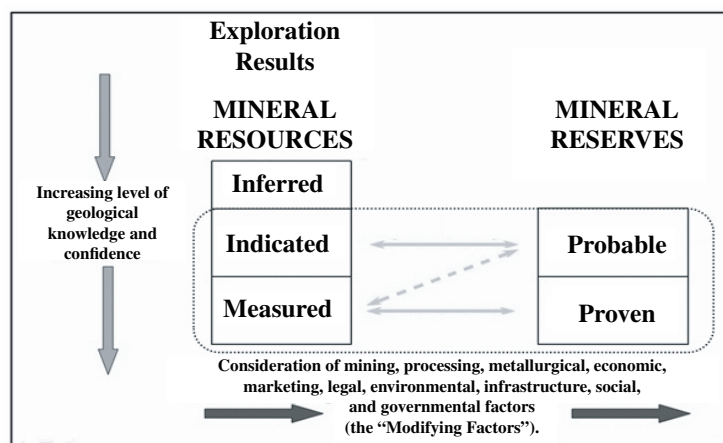 Exploration
Results
MINERAL
RESOURCES
MINERAL
RESERVES
Increasing level of
geological
knowledge and
confidence
Inferred
Indicated
Measured
Probable
Proven
Consideration of mining, processing, metallurgical, economic,
marketing, legal, environmental, infrastructure, social,
and governmental factors
(the “Modifying Factors”).